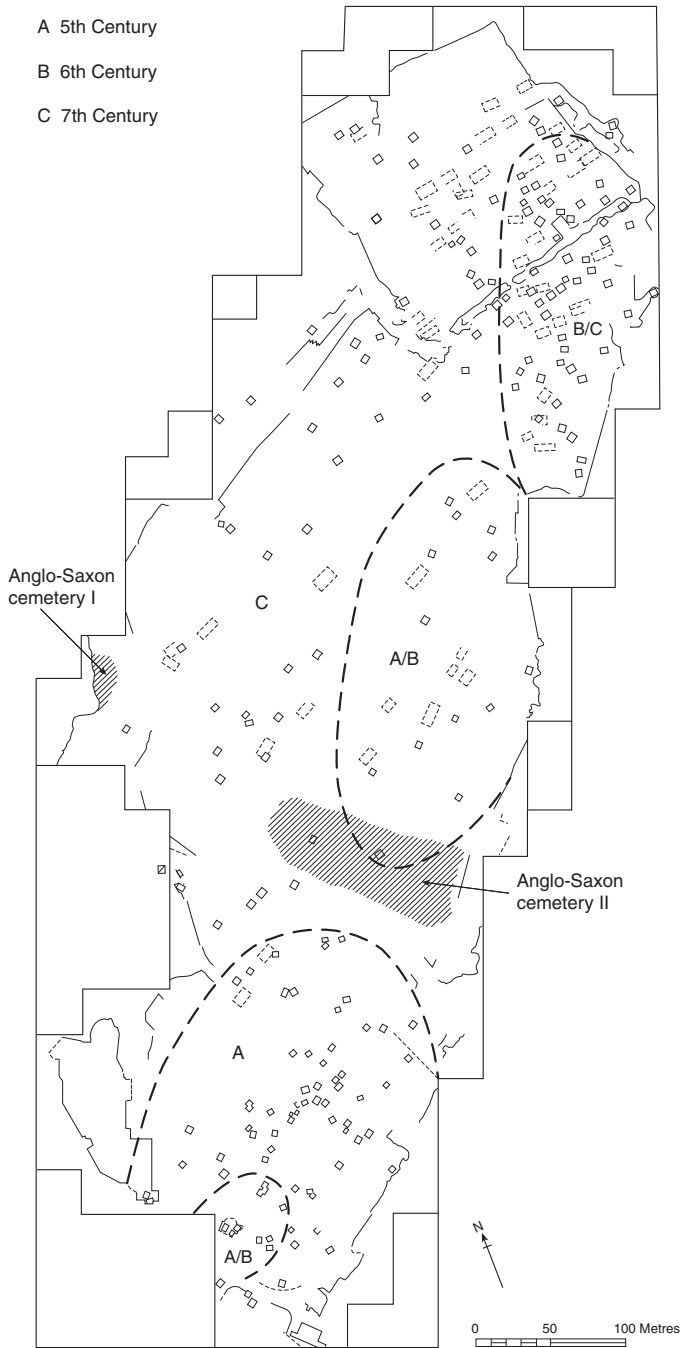 A 5th Century
B 6th Century
C 7th Century
B/C
Anglo-Saxon
cemetery I
C
A/B
Anglo-Saxon
cemetery II
A
A/B
N
0 50 100 Metres